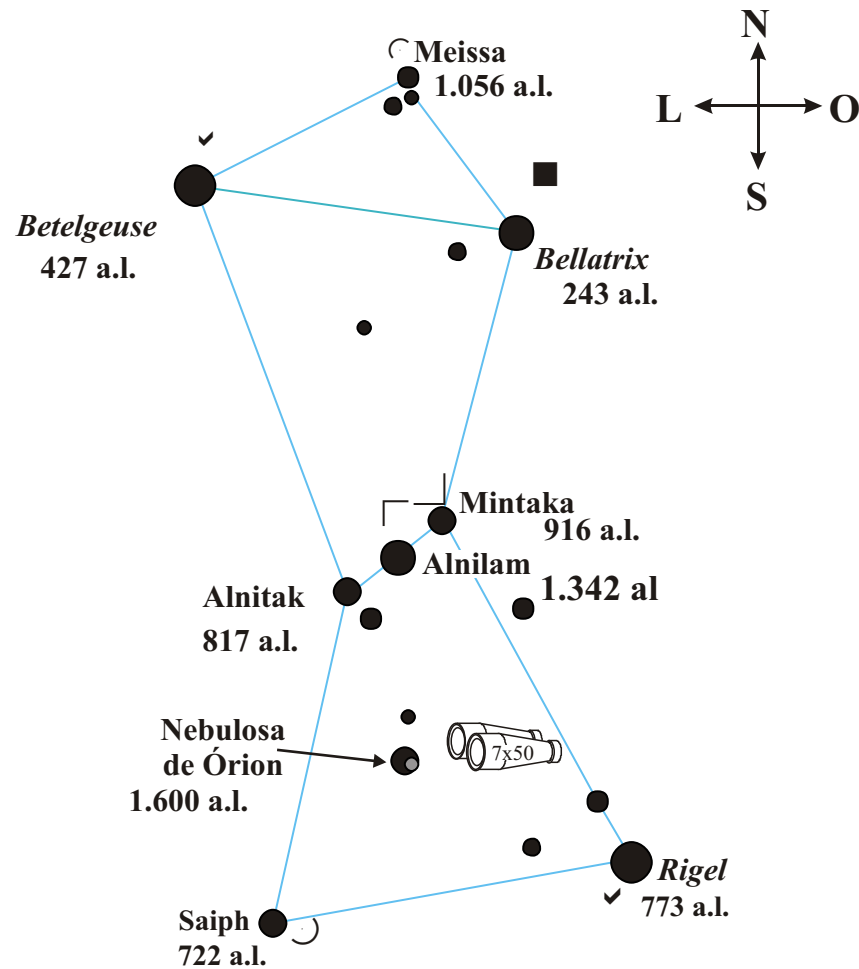 Meissa
1.056 a.l.
N
L
O
S
Betelgeuse
427 a.l.
Bellatrix
243 a.l.
Mintaka
916 a.l.
Alnilam
1.342 al
Alnitak
817 a.l.
Nebulosa
de Órion
1.600 a.l.
7x50
Rigel
773 a.l.
Saiph
722 a.l.